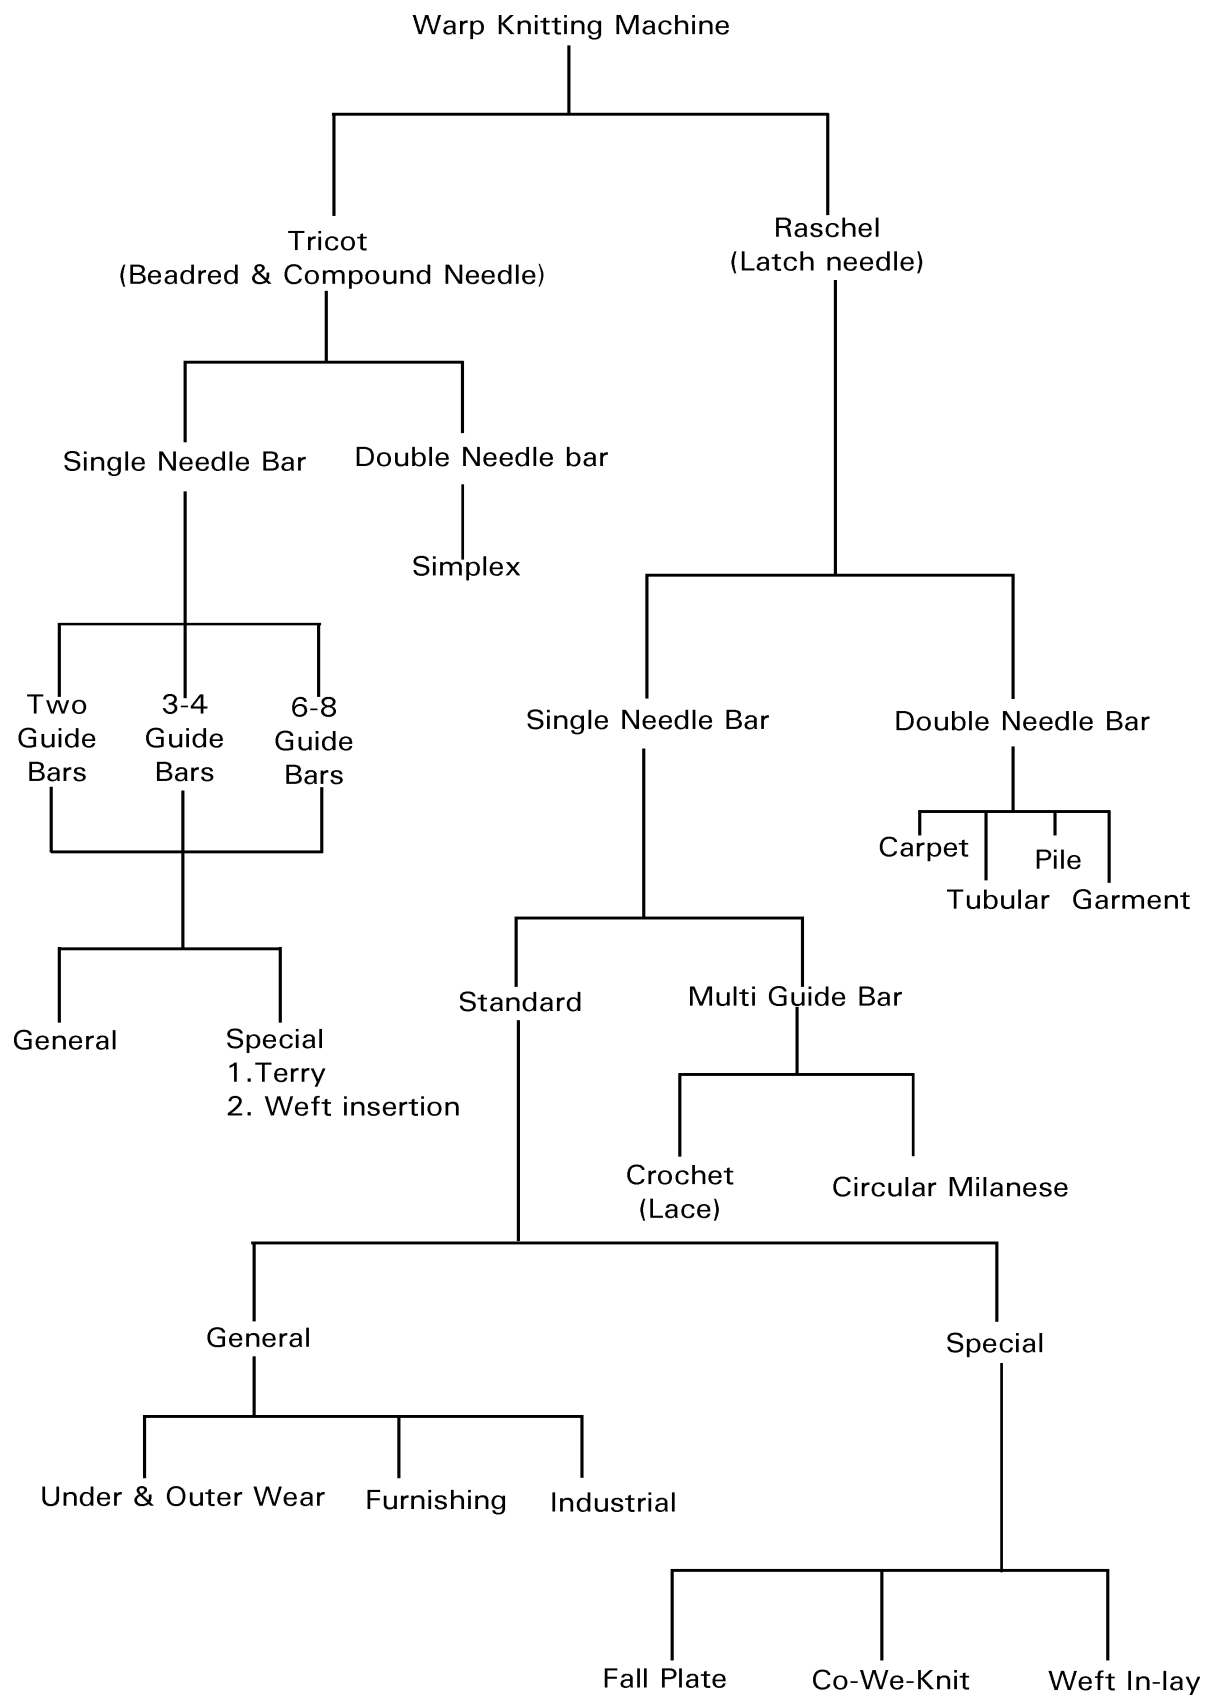 Warp Knitting Machine
Tricot
(Beadred & Compound Needle)
Raschel
(Latch needle)
Single Needle Bar
Double Needle bar
Simplex
Two
Guide
Bars
3-4
Guide
Bars
6-8
Guide
Bars
General
Special
1.Terry
2. Weft insertion
Single Needle Bar
Double Needle Bar
Carpet
Tubular
Pile
Garment
Standard
Multi Guide Bar
Crochet
(Lace)
Circular Milanese
General
Special
Under & Outer Wear
Furnishing
Industrial
Fall Plate
Co-We-Knit
Weft In-lay